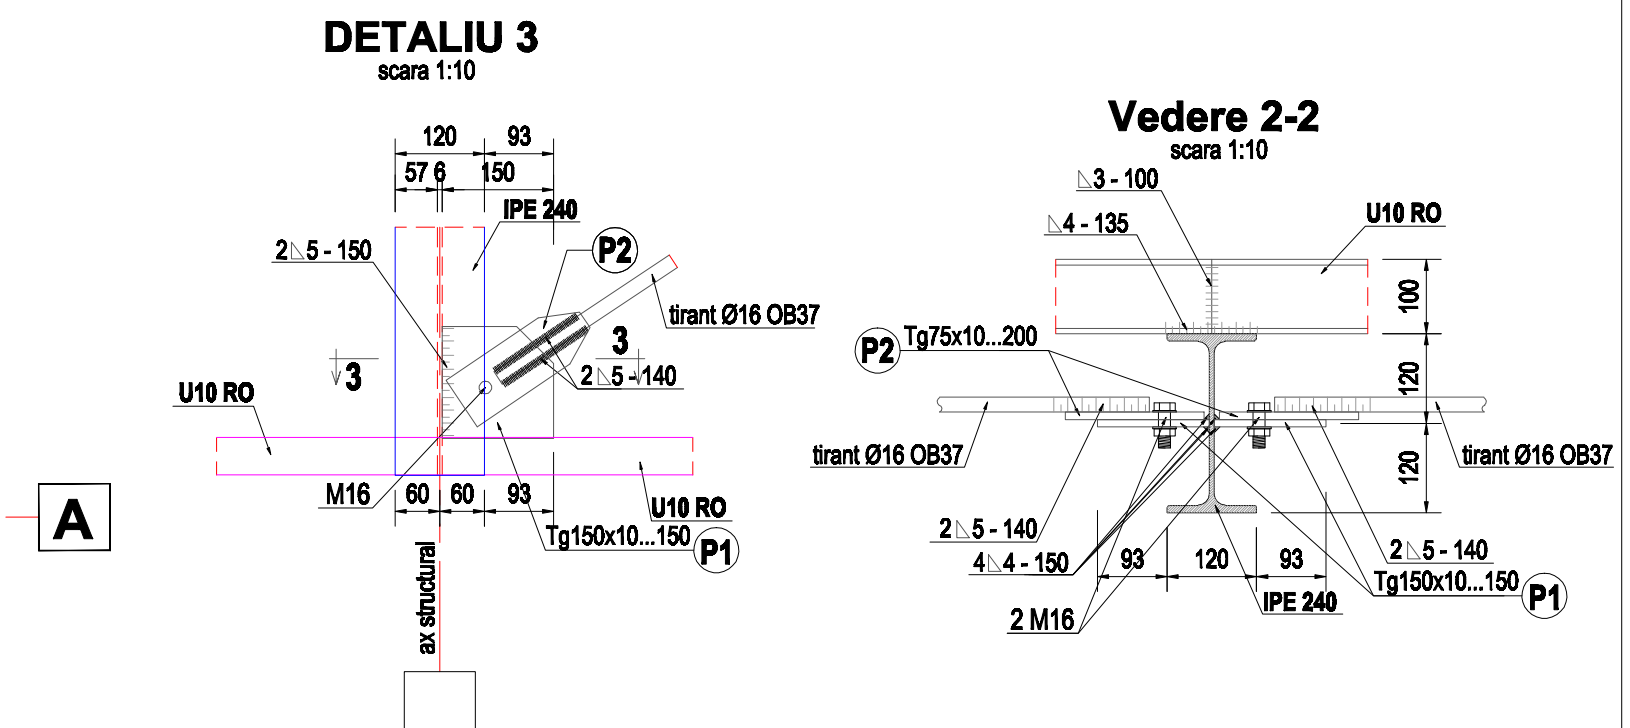 DETALIU 3
scara 1:10
120 93
57 6 150
IPE 240
2⊿5 - 150
P2
tirant Ø16 OB37
3 3
2⊿5 - 140
U10 RO
M16
60 60 93
U10 RO
Tg150x10...150
P1
A
ax structural
Vedere 2-2
scara 1:10
⊿3 - 100
⊿4 - 135
U10 RO
100
P2 Tg75x10...200
120
tirant Ø16 OB37
tirant Ø16 OB37
120
2⊿5 - 140
4⊿4 - 150
93 120 93
2⊿5 - 140
Tg150x10...150
P1
IPE 240
2 M16